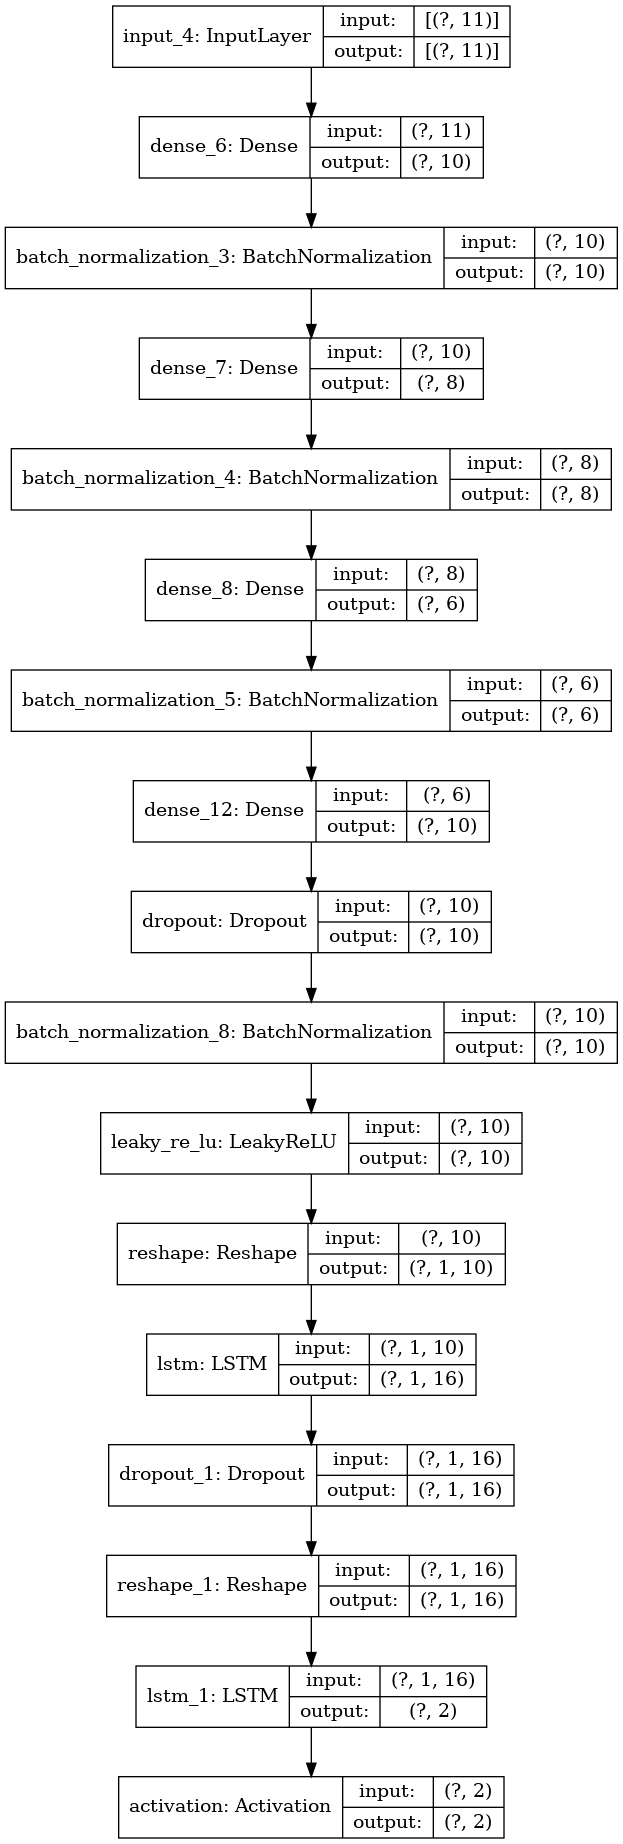 input_4: InputLayer
input: [(?, 11)]
output: [(?, 11)]
dense_6: Dense
input: (?, 11)
output: (?, 10)
batch_normalization_3: BatchNormalization
input: (?, 10)
output: (?, 10)
dense_7: Dense
input: (?, 10)
output: (?, 8)
batch_normalization_4: BatchNormalization
input: (?, 8)
output: (?, 8)
dense_8: Dense
input: (?, 8)
output: (?, 6)
batch_normalization_5: BatchNormalization
input: (?, 6)
output: (?, 6)
dense_12: Dense
input: (?, 6)
output: (?, 10)
dropout: Dropout
input: (?, 10)
output: (?, 10)
batch_normalization_8: BatchNormalization
input: (?, 10)
output: (?, 10)
leaky_re_lu: LeakyReLU
input: (?, 10)
output: (?, 10)
reshape: Reshape
input: (?, 10)
output: (?, 1, 10)
lstm: LSTM
input: (?, 1, 10)
output: (?, 1, 16)
dropout_1: Dropout
input: (?, 1, 16)
output: (?, 1, 16)
reshape_1: Reshape
input: (?, 1, 16)
output: (?, 1, 16)
lstm_1: LSTM
input: (?, 1, 16)
output: (?, 2)
activation: Activation
input: (?, 2)
output: (?, 2)